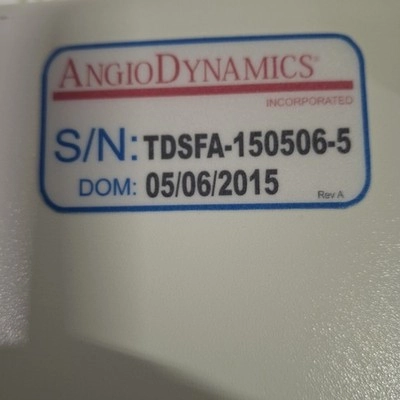 ANGIODYNAMICS®
INCORPORATED
S/N: TDSFA-150506-5
DOM: 05/06/2015
Rev A